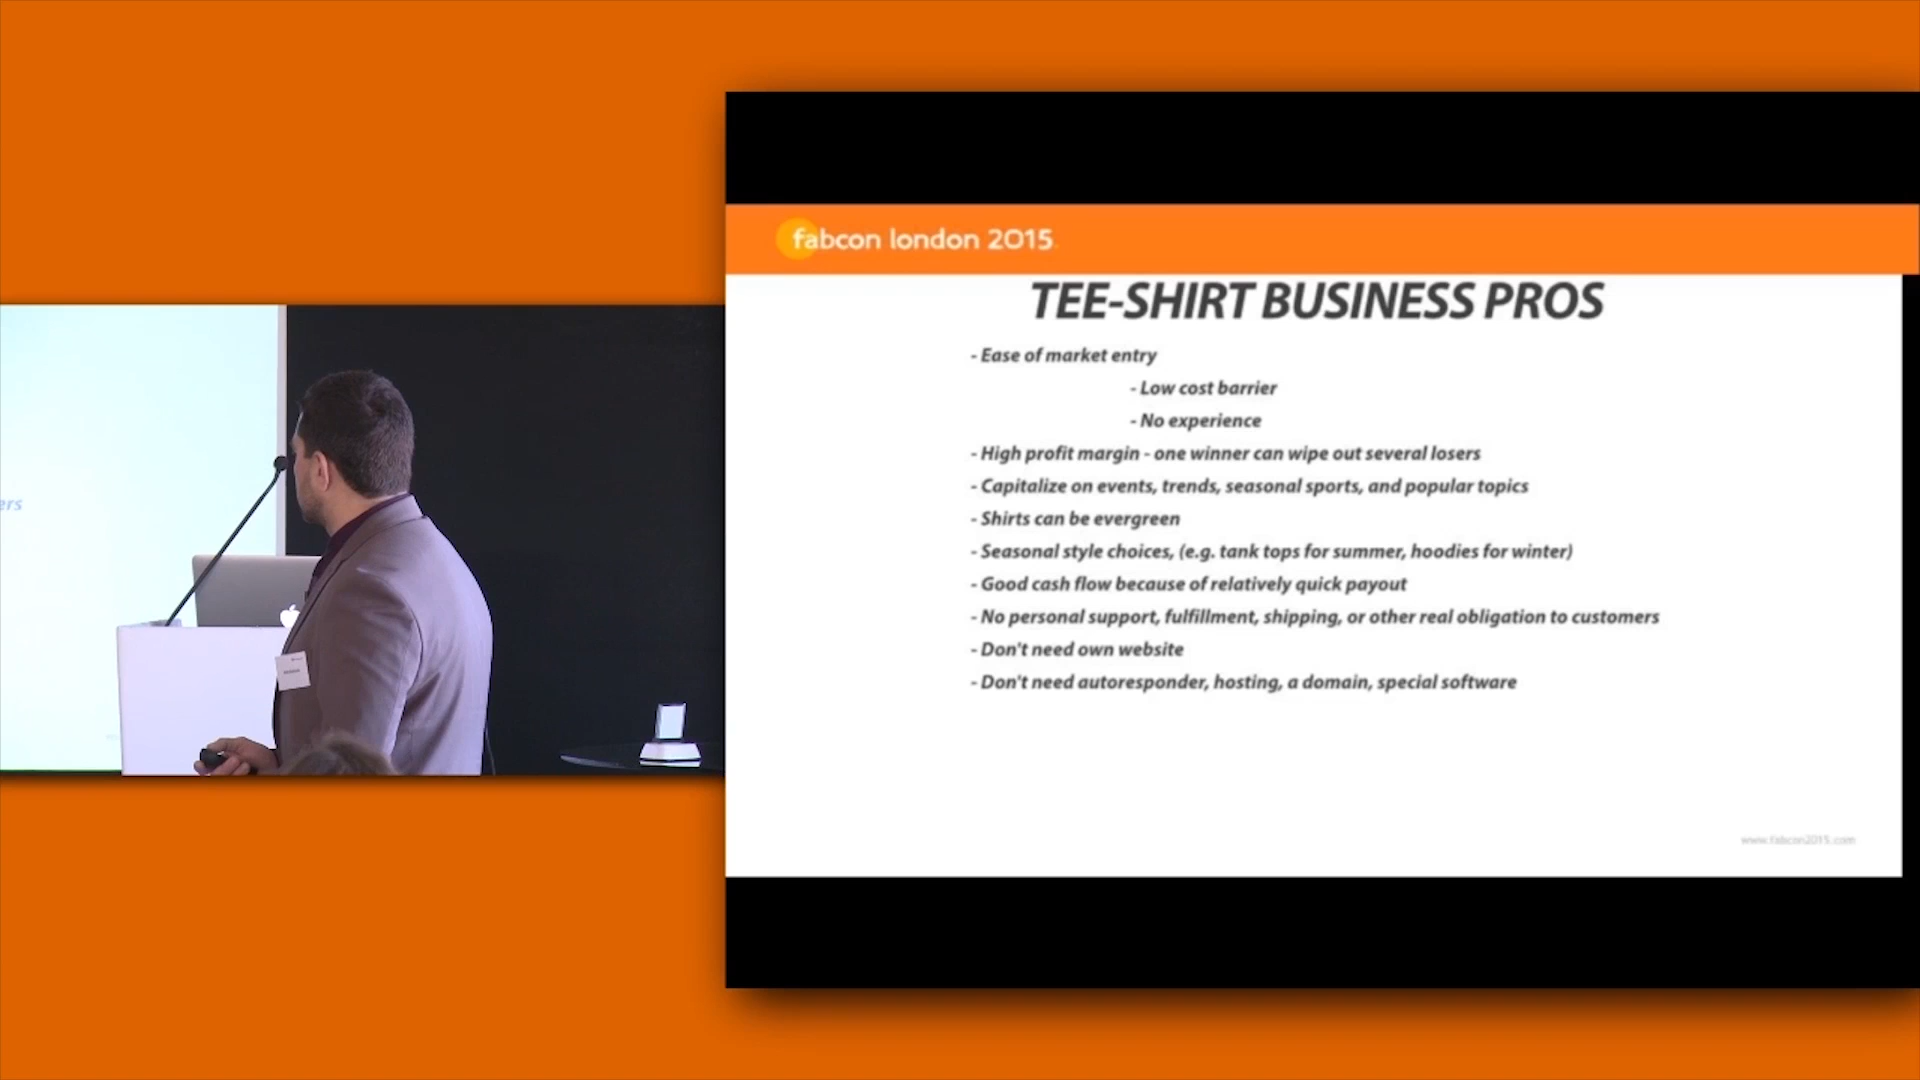 fabcon london 2015
TEE-SHIRT BUSINESS PROS
- Ease of market entry
- Low cost barrier
- No experience
- High profit margin - one winner can wipe out several losers
- Capitalize on events, trends, seasonal sports, and popular topics
- Shirts can be evergreen
- Seasonal style choices, (e.g. tank tops for summer, hoodies for winter)
- Good cash flow because of relatively quick payout
- No personal support, fulfillment, shipping, or other real obligation to customers
- Don't need own website
- Don't need autoresponder, hosting, a domain, special software
www.fabcon2015.com
ers